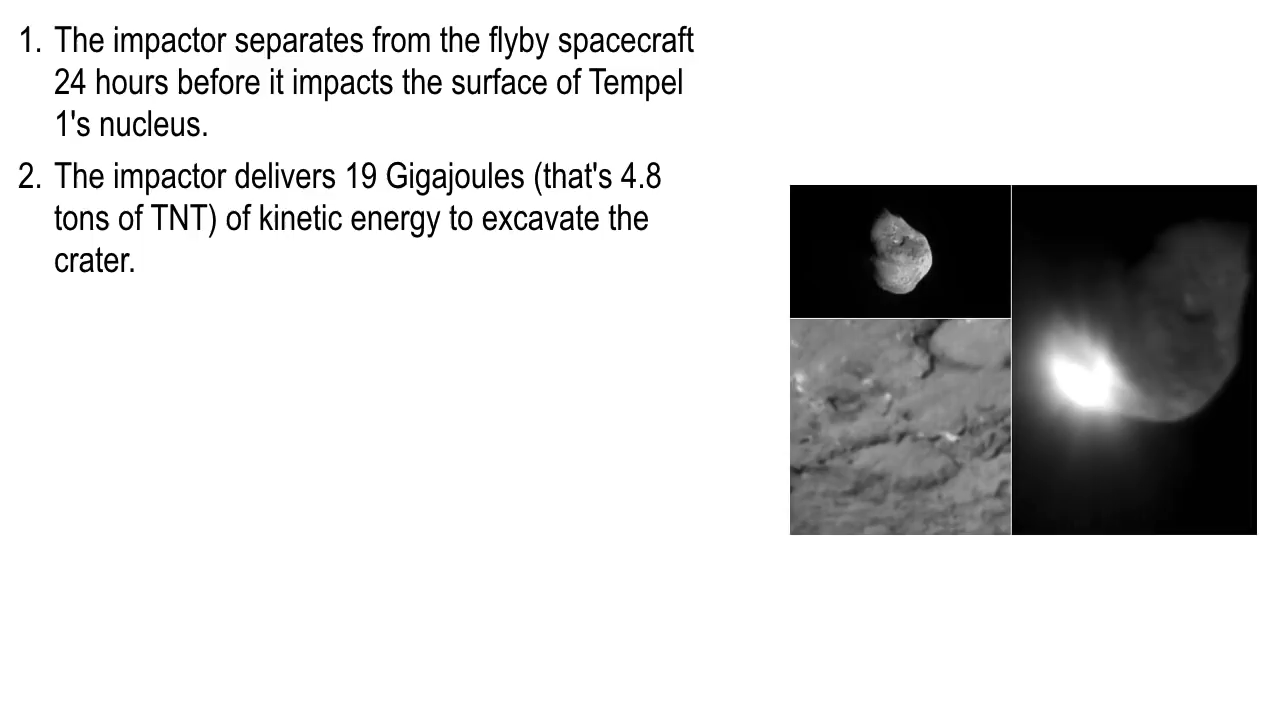 1. The impactor separates from the flyby spacecraft
24 hours before it impacts the surface of Tempel
1's nucleus.
2. The impactor delivers 19 Gigajoules (that's 4.8
tons of TNT) of kinetic energy to excavate the
crater.